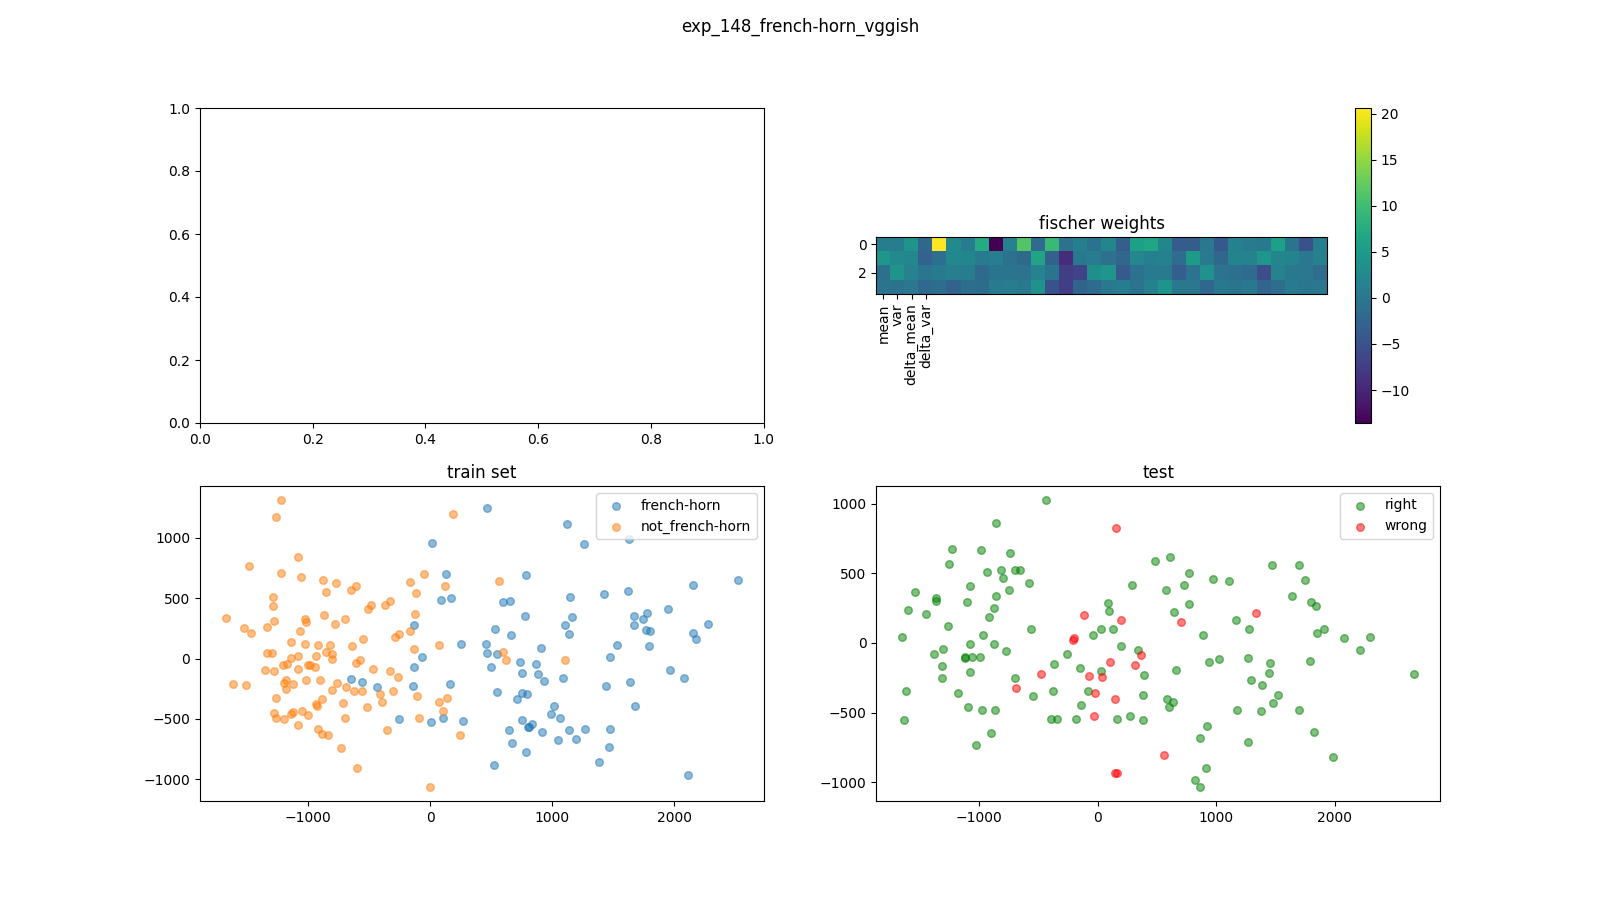 exp_148_french-horn_vggish
1.0
0.8
0.6
0.4
0.2
0.0
0.0 0.2 0.4 0.6 0.8 1.0
fischer weights
0
2
mean
var
delta_mean
delta_var
20
15
10
5
0
−5
−10
train set
french-horn
not_french-horn
1000
500
0
−500
−1000
−1000 0 1000 2000
test
right
wrong
1000
500
0
−500
−1000
−1000 0 1000 2000